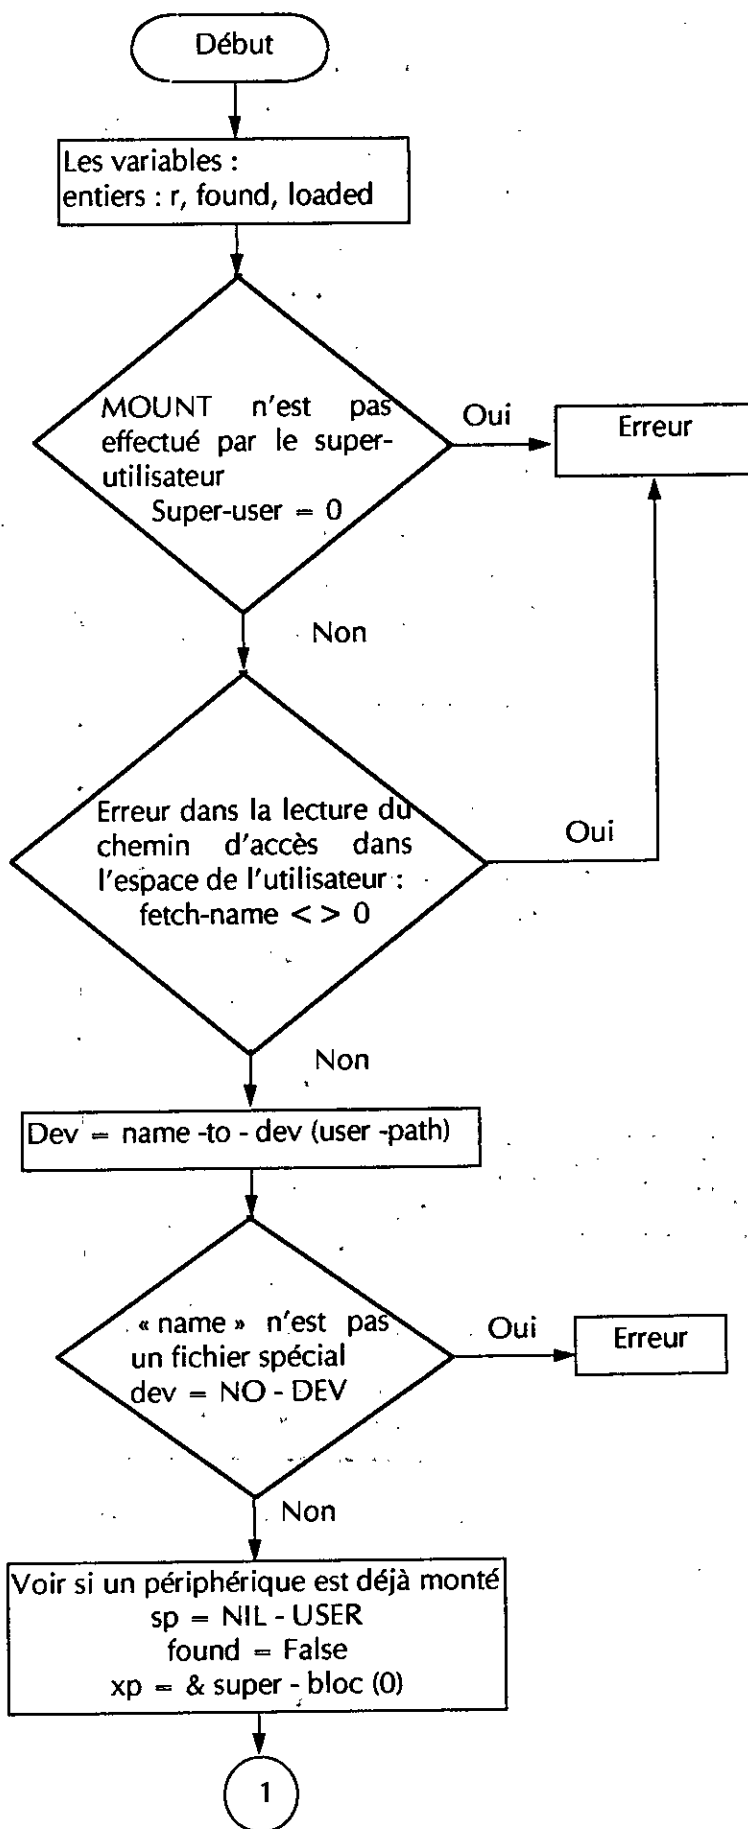 Début
Les variables :
entiers : r, found, loaded
MOUNT n'est pas
effectué par le super-
utilisateur
Super-user = 0
Oui
Erreur
Non
Erreur dans la lecture du
chemin d'accès dans
l'espace de l'utilisateur :
fetch-name < > 0
Oui
Non
Dev = name -to - dev (user -path)
« name » n'est pas
un fichier spécial
dev = NO - DEV
Oui
Erreur
Non
Voir si un périphérique est déjà monté
sp = NIL - USER
found = False
xp = & super - bloc (0)
1